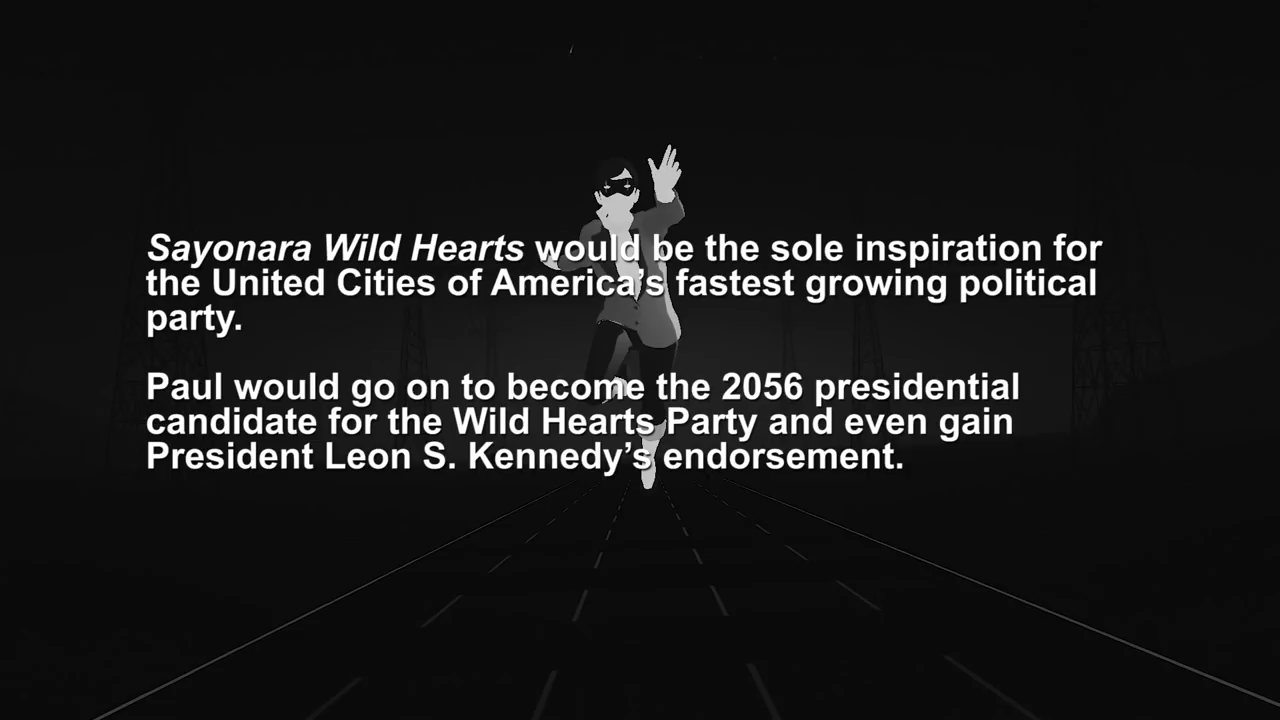 Sayonara Wild Hearts would be the sole inspiration for
the United Cities of America's fastest growing political
party.
Paul would go on to become the 2056 presidential
candidate for the Wild Hearts Party and even gain
President Leon S. Kennedy's endorsement.